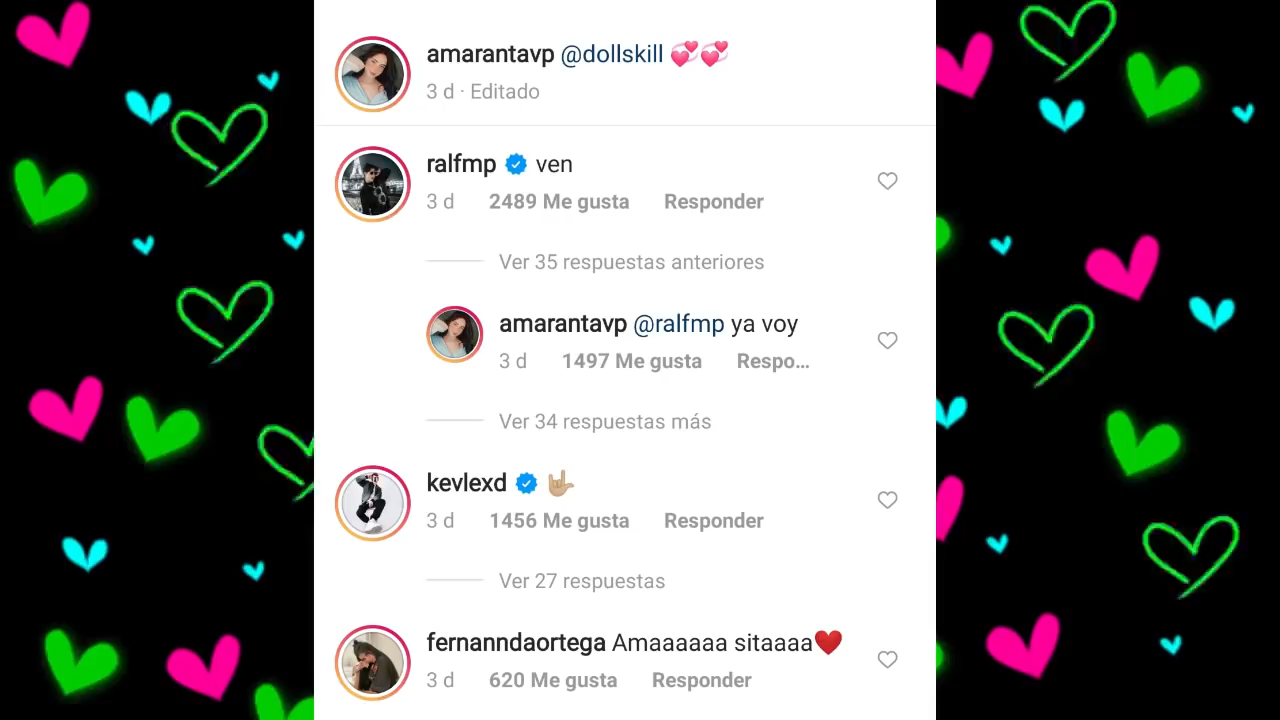 amarantavp @dollskill 💞💞
3 d · Editado
ralfmp ven
3 d 2489 Me gusta Responder
Ver 35 respuestas anteriores
amarantavp @ralfmp ya voy
3 d 1497 Me gusta Respo...
Ver 34 respuestas más
kevlexd 🤟🏼
3 d 1456 Me gusta Responder
Ver 27 respuestas
fernanndaortega Amaaaaaa sitaaaa❤️
3 d 620 Me gusta Responder